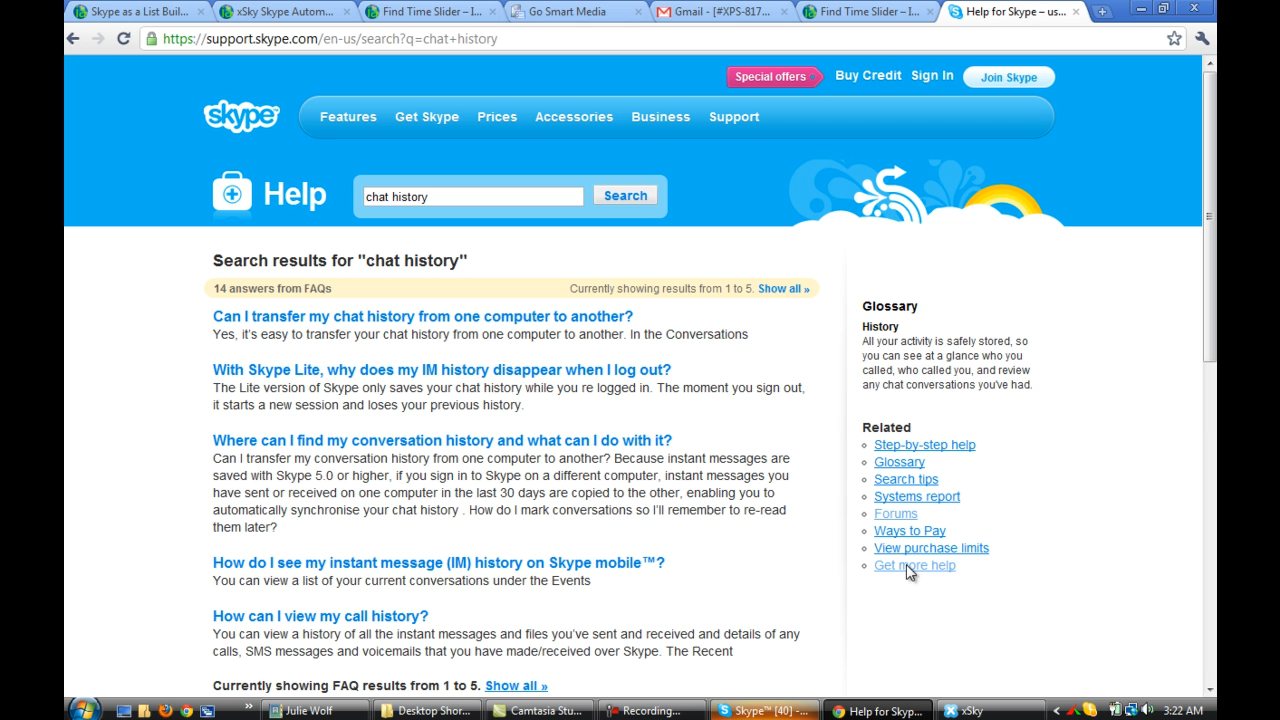 Skype as a List Buil...
xSky Skype Autom...
Find Time Slider – I...
Go Smart Media
Gmail - [#XPS-817...
Find Time Slider – I...
Help for Skype – us...
https://support.skype.com/en-us/search?q=chat+history
Special offers
Buy Credit
Sign In
Join Skype
skype
Features
Get Skype
Prices
Accessories
Business
Support
Help
chat history
Search
Search results for "chat history"
14 answers from FAQs
Currently showing results from 1 to 5. Show all »
Can I transfer my chat history from one computer to another?
Yes, it's easy to transfer your chat history from one computer to another. In the Conversations
With Skype Lite, why does my IM history disappear when I log out?
The Lite version of Skype only saves your chat history while you re logged in. The moment you sign out,
it starts a new session and loses your previous history.
Where can I find my conversation history and what can I do with it?
Can I transfer my conversation history from one computer to another? Because instant messages are
saved with Skype 5.0 or higher, if you sign in to Skype on a different computer, instant messages you
have sent or received on one computer in the last 30 days are copied to the other, enabling you to
automatically synchronise your chat history . How do I mark conversations so I'll remember to re-read
them later?
How do I see my instant message (IM) history on Skype mobile™?
You can view a list of your current conversations under the Events
How can I view my call history?
You can view a history of all the instant messages and files you've sent and received and details of any
calls, SMS messages and voicemails that you have made/received over Skype. The Recent
Currently showing FAQ results from 1 to 5. Show all »
Glossary
History
All your activity is safely stored, so
you can see at a glance who you
called, who called you, and review
any chat conversations you've had.
Related
Step-by-step help
Glossary
Search tips
Systems report
Forums
Ways to Pay
View purchase limits
Get more help
Julie Wolf
Desktop Shor...
Camtasia Stu...
Recording...
Skype™ [40] -...
Help for Skyp...
xSky
3:22 AM